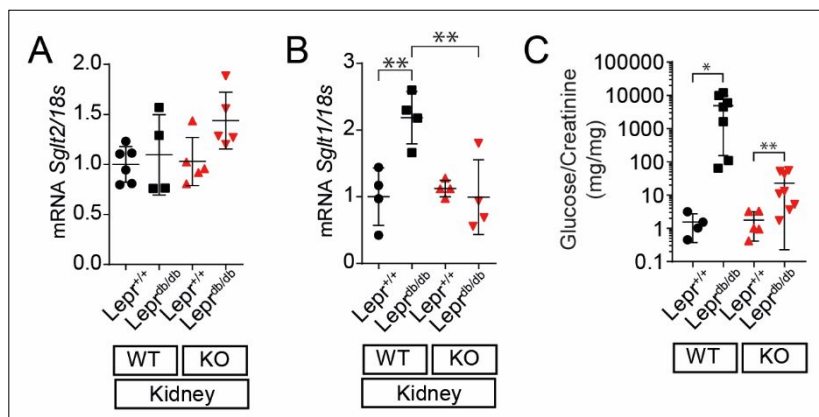 A
mRNA Sglt2/18s
2.0
1.5
1.0
0.5
0.0
Lepr+/+
Leprdb/db
Lepr+/+
Leprdb/db
WT
KO
Kidney
B
mRNA Sglt1/18s
3
2
1
0
**
**
Lepr+/+
Leprdb/db
Lepr+/+
Leprdb/db
WT
KO
Kidney
C
Glucose/Creatinine
(mg/mg)
100000
10000
1000
100
10
1
0.1
*
**
Lepr+/+
Leprdb/db
Lepr+/+
Leprdb/db
WT
KO